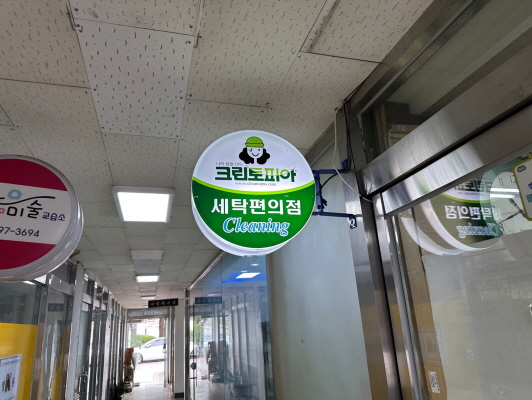 크린토피아
세탁편의점
Cleaning
미술 교습소
97-3694